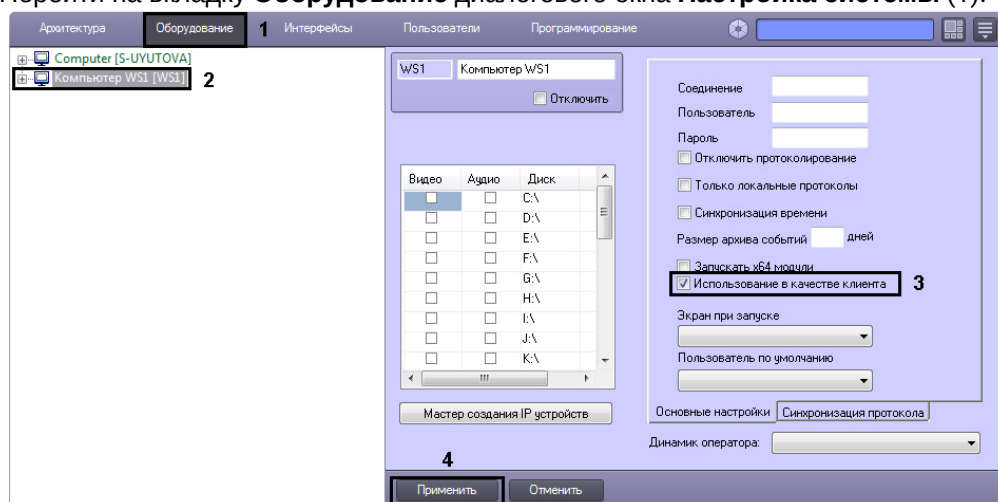 Перейти на вкладку Оборудование диалогового окна Настройка системы (1).
Архитектура Оборудование 1 Интерфейсы Пользователи Программирование
Computer [S-UYUTOVA]
Компьютер WS1 [WS1] 2
WS1 Компьютер WS1
Отключить
Видео Аудио Диск
C:\
D:\
E:\
F:\
G:\
H:\
I:\
J:\
K:\
Мастер создания IP устройств
Соединение
Пользователь
Пароль
Отключить протоколирование
Только локальные протоколы
Синхронизация времени
Размер архива событий дней
Запускать x64 модули
Использование в качестве клиента 3
Экран при запуске
Пользователь по умолчанию
Основные настройки Синхронизация протокола
Динамик оператора:
4
Применить Отменить